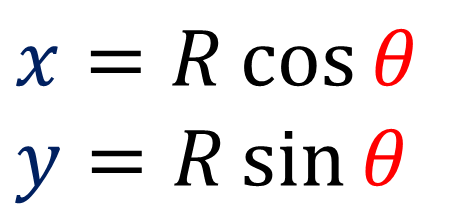 x = R cos θ
y = R sin θ